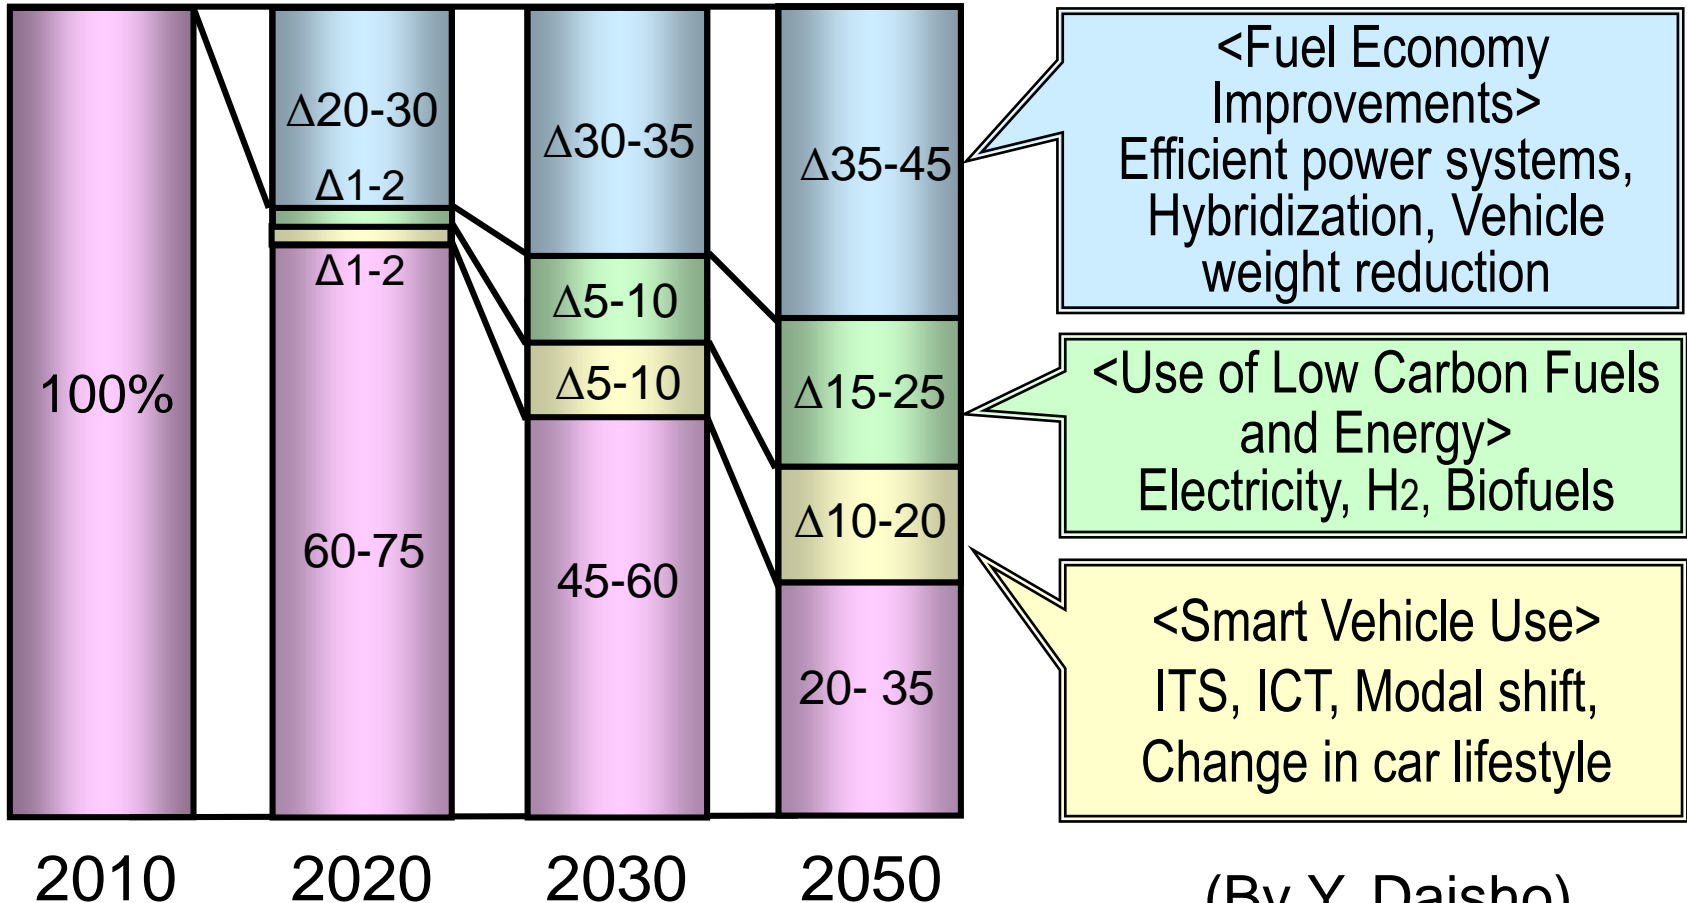 100%
2010
Δ20-30
Δ1-2
Δ1-2
60-75
2020
Δ30-35
Δ5-10
Δ5-10
45-60
2030
Δ35-45
Δ15-25
Δ10-20
20- 35
2050
<Fuel Economy
Improvements>
Efficient power systems,
Hybridization, Vehicle
weight reduction
<Use of Low Carbon Fuels
and Energy>
Electricity, H2, Biofuels
<Smart Vehicle Use>
ITS, ICT, Modal shift,
Change in car lifestyle
(By Y. Daisho)